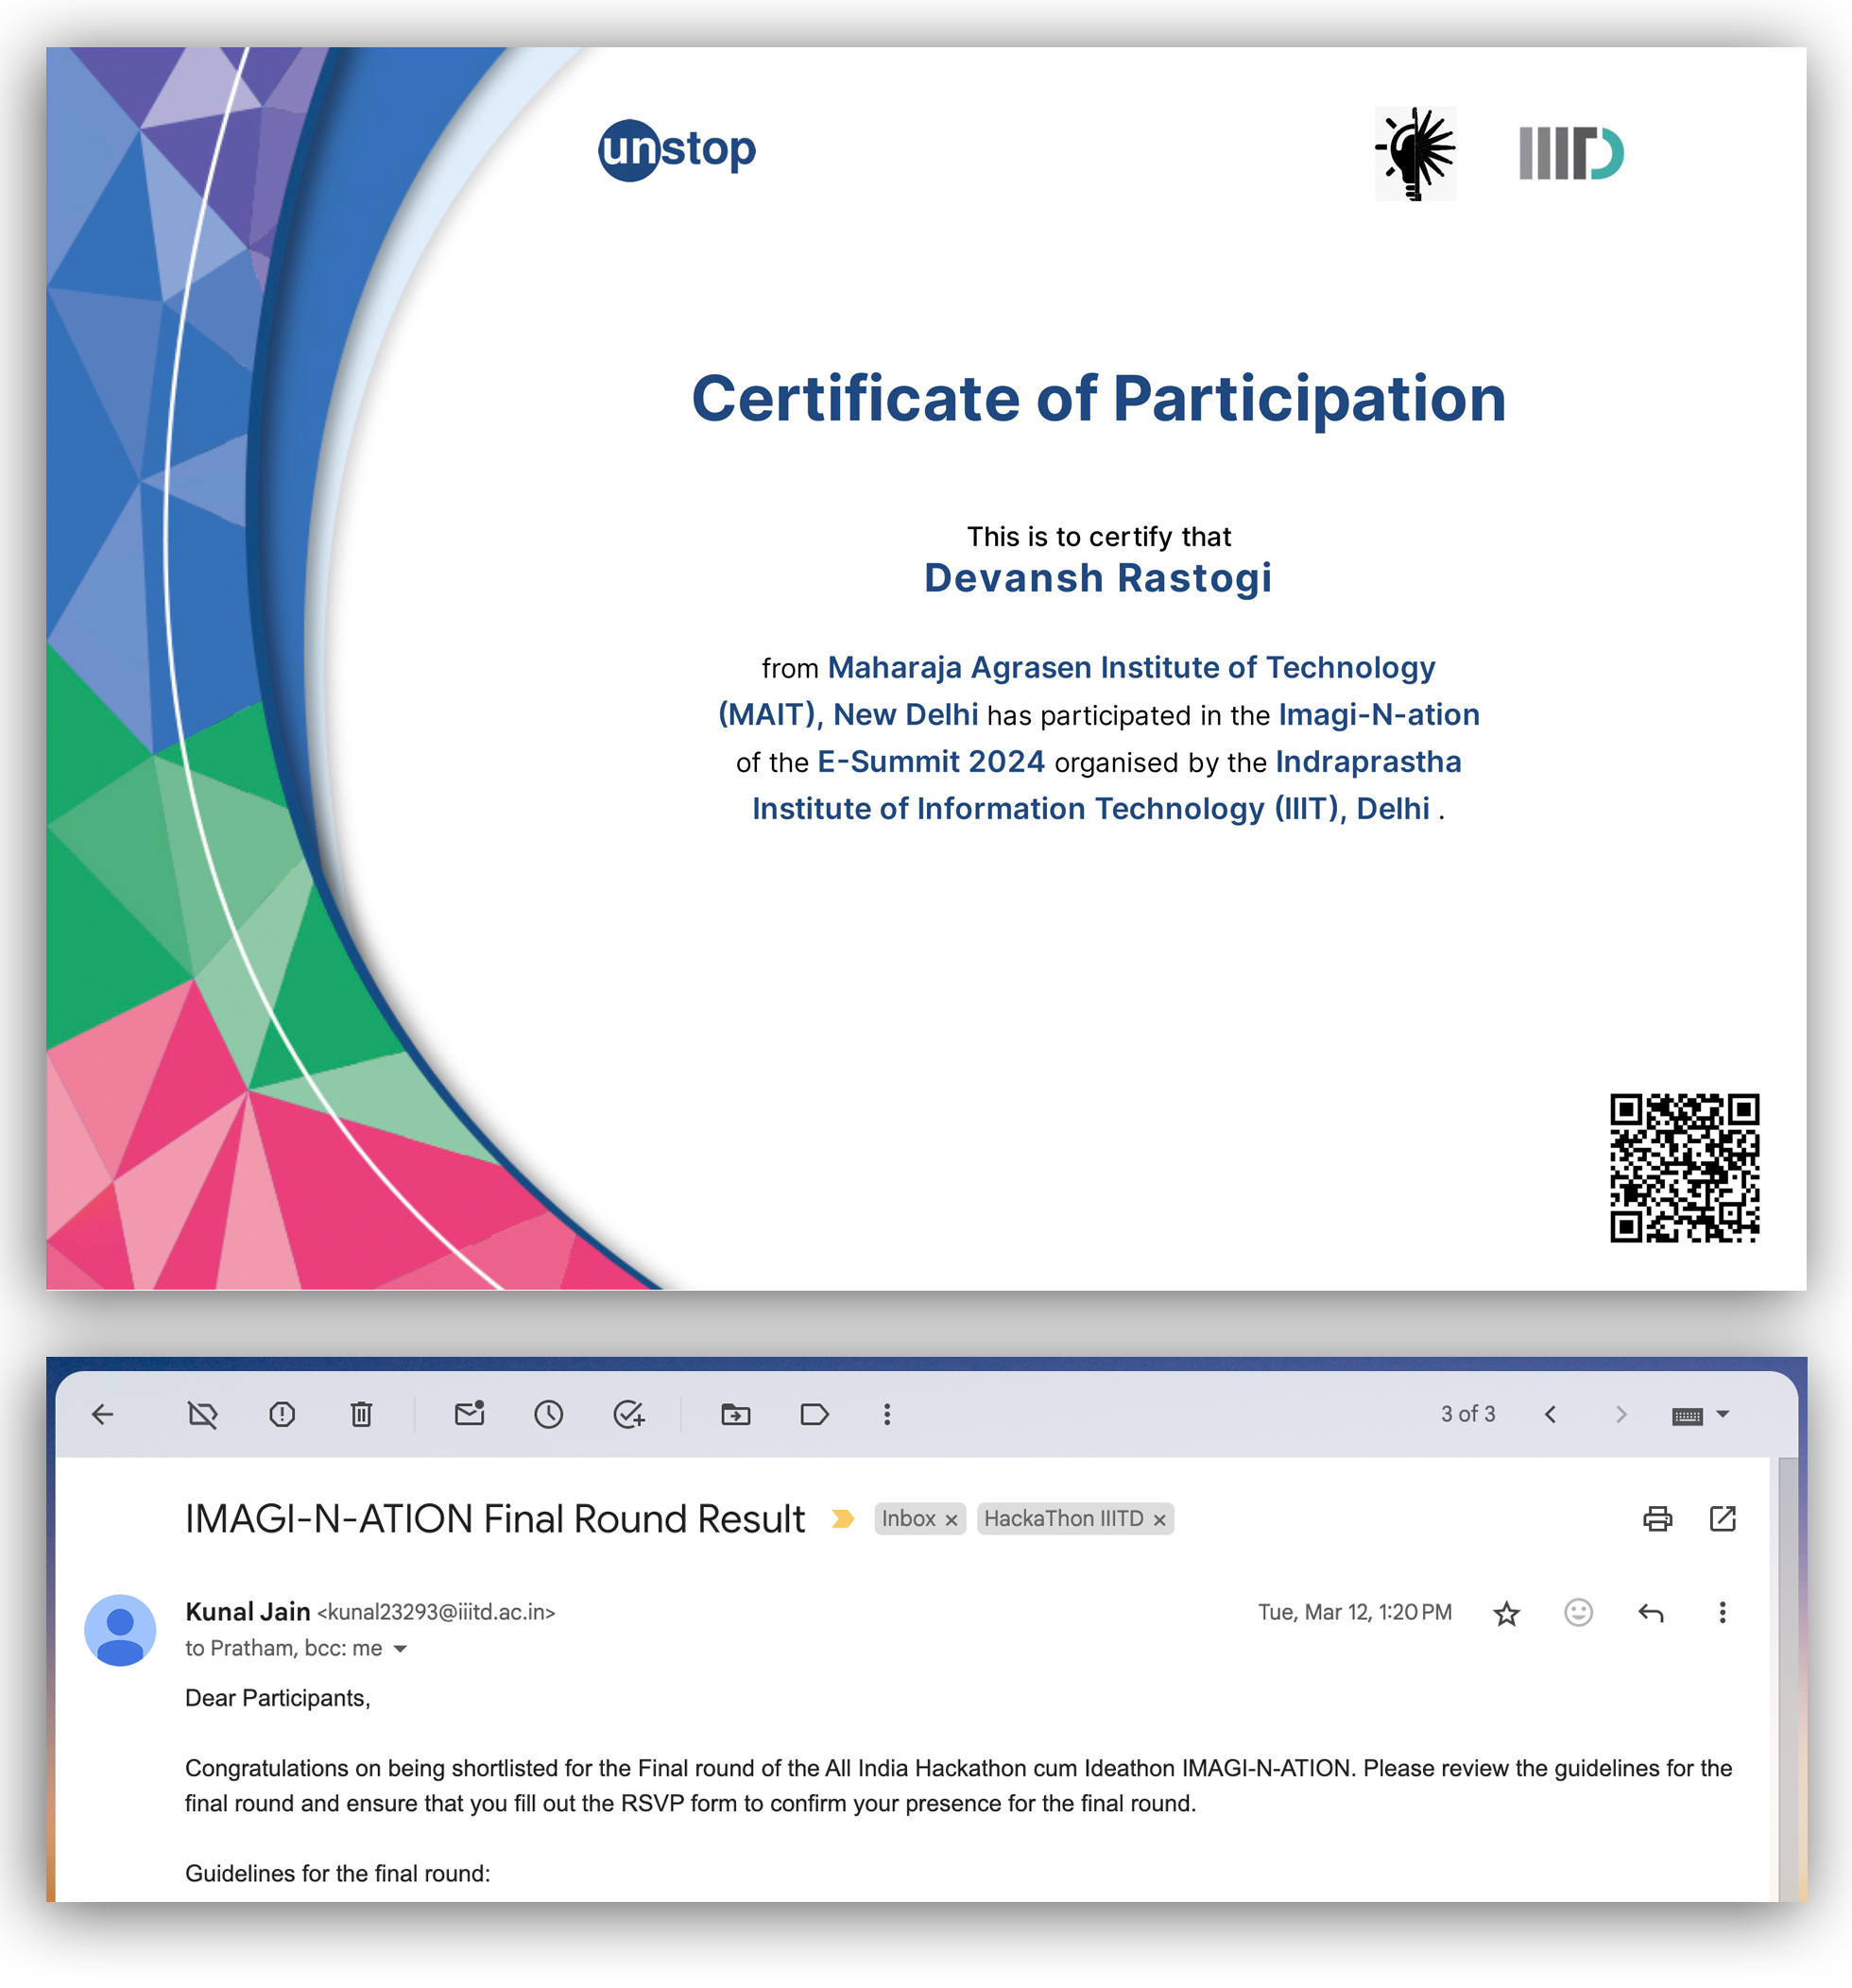 unstop
IIITD
Certificate of Participation
This is to certify that
Devansh Rastogi
from Maharaja Agrasen Institute of Technology
(MAIT), New Delhi has participated in the Imagi-N-ation
of the E-Summit 2024 organised by the Indraprastha
Institute of Information Technology (IIIT), Delhi .
3 of 3
IMAGI-N-ATION Final Round Result Inbox × HackaThon IIITD ×
Kunal Jain <kunal23293@iiitd.ac.in> Tue, Mar 12, 1:20 PM
to Pratham, bcc: me
Dear Participants,
Congratulations on being shortlisted for the Final round of the All India Hackathon cum Ideathon IMAGI-N-ATION. Please review the guidelines for the
final round and ensure that you fill out the RSVP form to confirm your presence for the final round.
Guidelines for the final round: